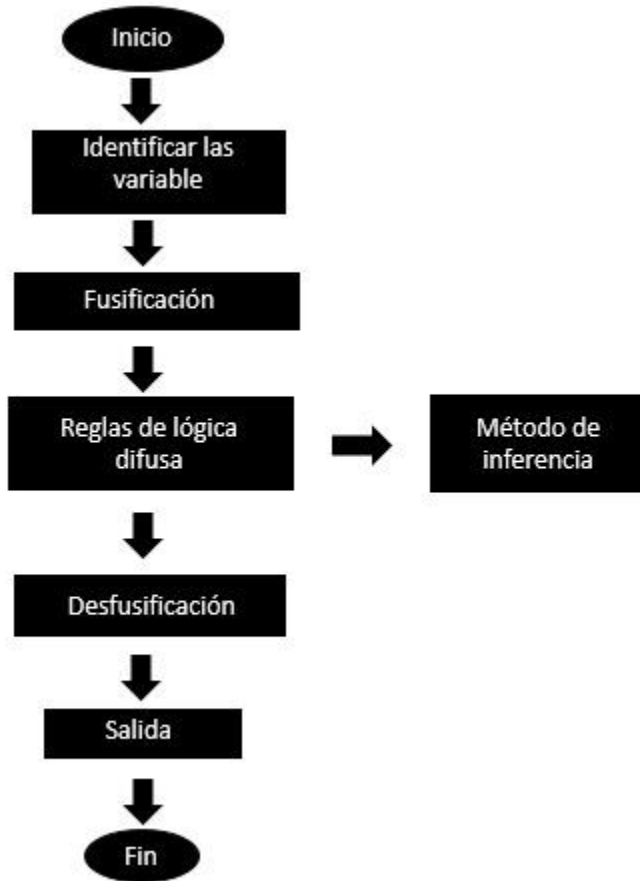 Inicio
Identificar las
variable
Fusificación
Reglas de lógica
difusa
Método de
inferencia
Desfusificación
Salida
Fin